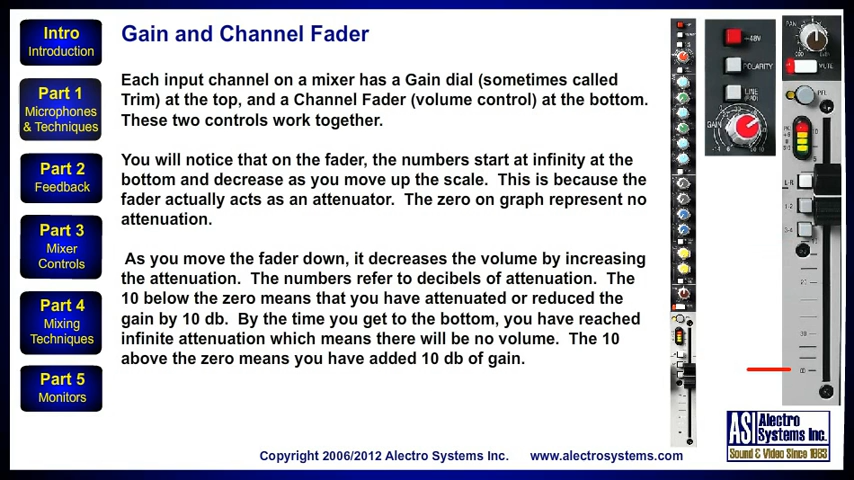 Intro
Introduction
Part 1
Microphones
& Techniques
Part 2
Feedback
Part 3
Mixer
Controls
Part 4
Mixing
Techniques
Part 5
Monitors
Gain and Channel Fader
Each input channel on a mixer has a Gain dial (sometimes called
Trim) at the top, and a Channel Fader (volume control) at the bottom.
These two controls work together.
You will notice that on the fader, the numbers start at infinity at the
bottom and decrease as you move up the scale. This is because the
fader actually acts as an attenuator. The zero on graph represent no
attenuation.
As you move the fader down, it decreases the volume by increasing
the attenuation. The numbers refer to decibels of attenuation. The
10 below the zero means that you have attenuated or reduced the
gain by 10 db. By the time you get to the bottom, you have reached
infinite attenuation which means there will be no volume. The 10
above the zero means you have added 10 db of gain.
+48V
POLARITY
LINE
GAIN
PAN
MUTE
PFL
L-R
1-2
3-4
ASI Alectro
Systems Inc.
Sound & Video Since 1983
Copyright 2006/2012 Alectro Systems Inc. www.alectrosystems.com